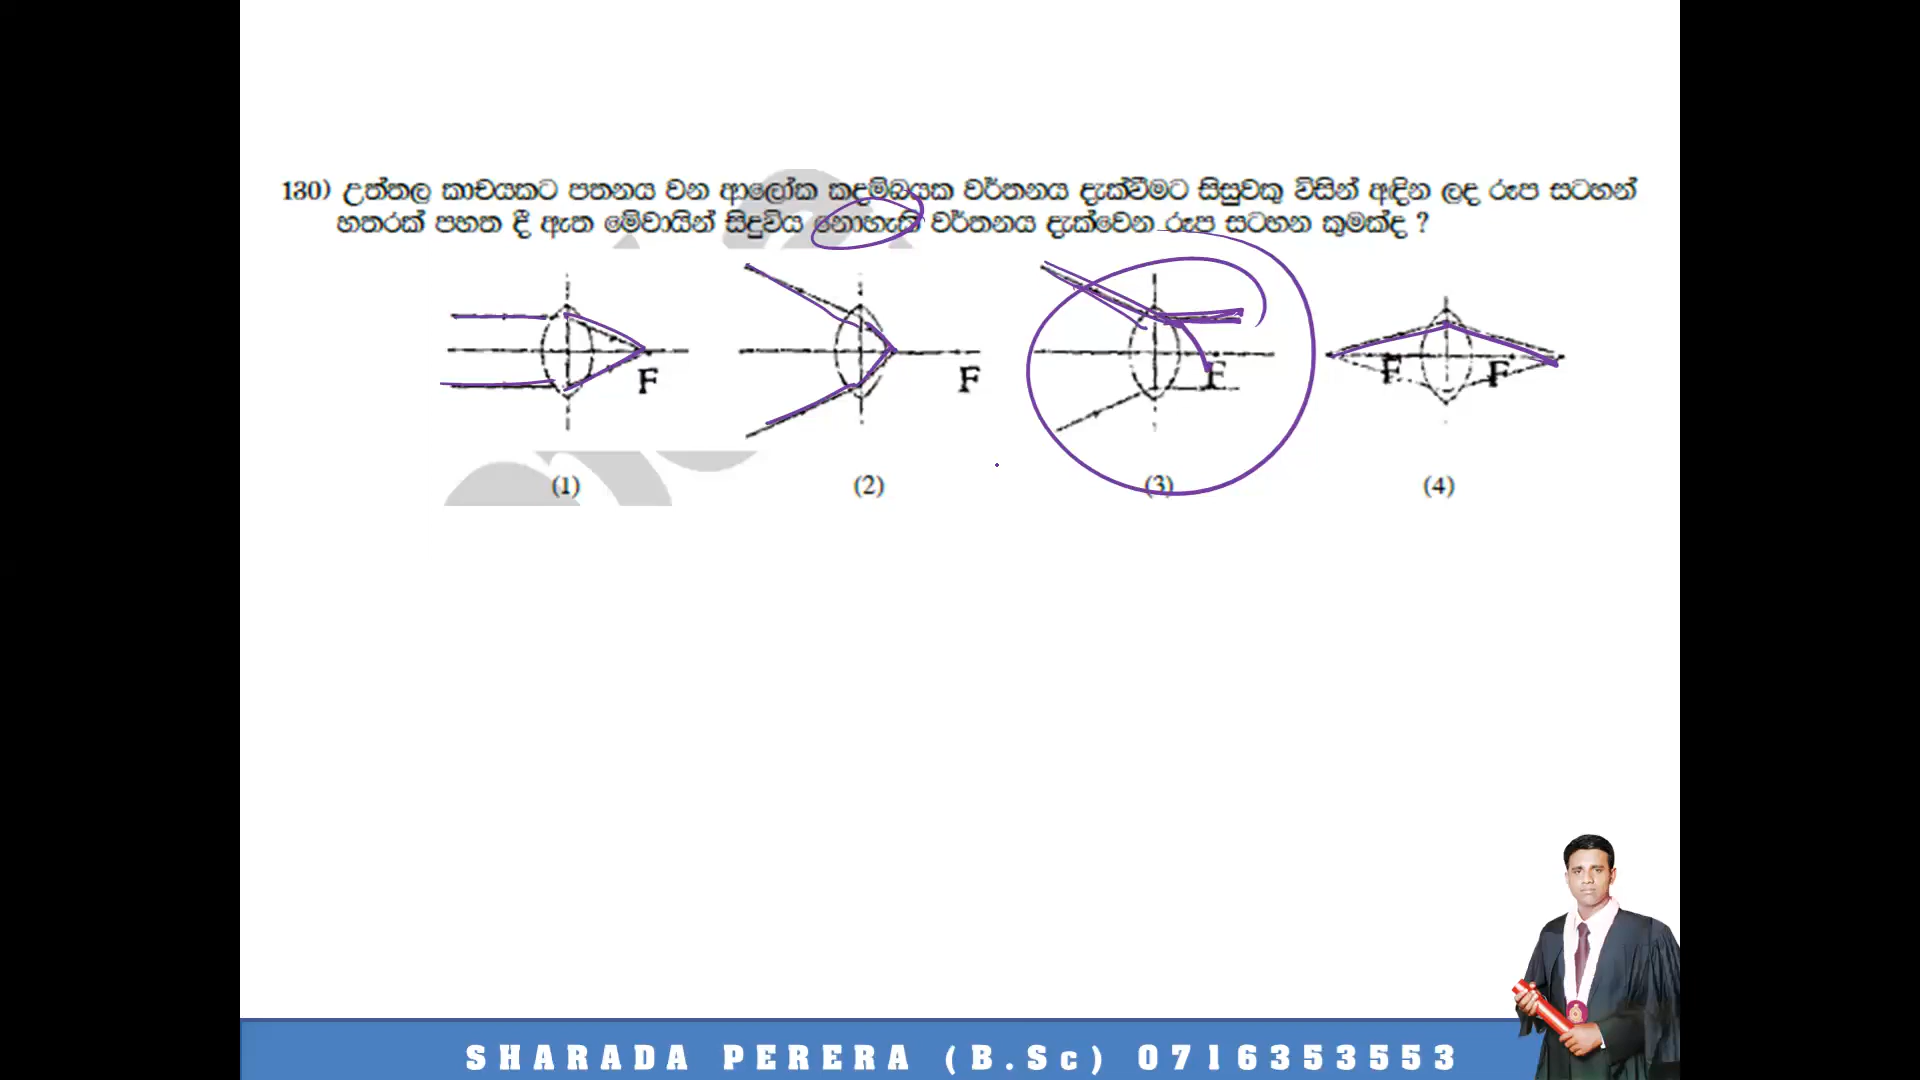 130) උත්තල කාචයකට පතනය වන ආලෝක කදම්බයක වර්තනය දැක්වීමට සිසුවකු විසින් අඳින ලද රූප සටහන්
හතරක් පහත දී ඇත මේවායින් සිදුවිය නොහැකි වර්තනය දැක්වෙන රූප සටහන කුමක්ද ?
F F F F F
(1) (2) (3) (4)
SHARADA PERERA (B.Sc) 0716353553